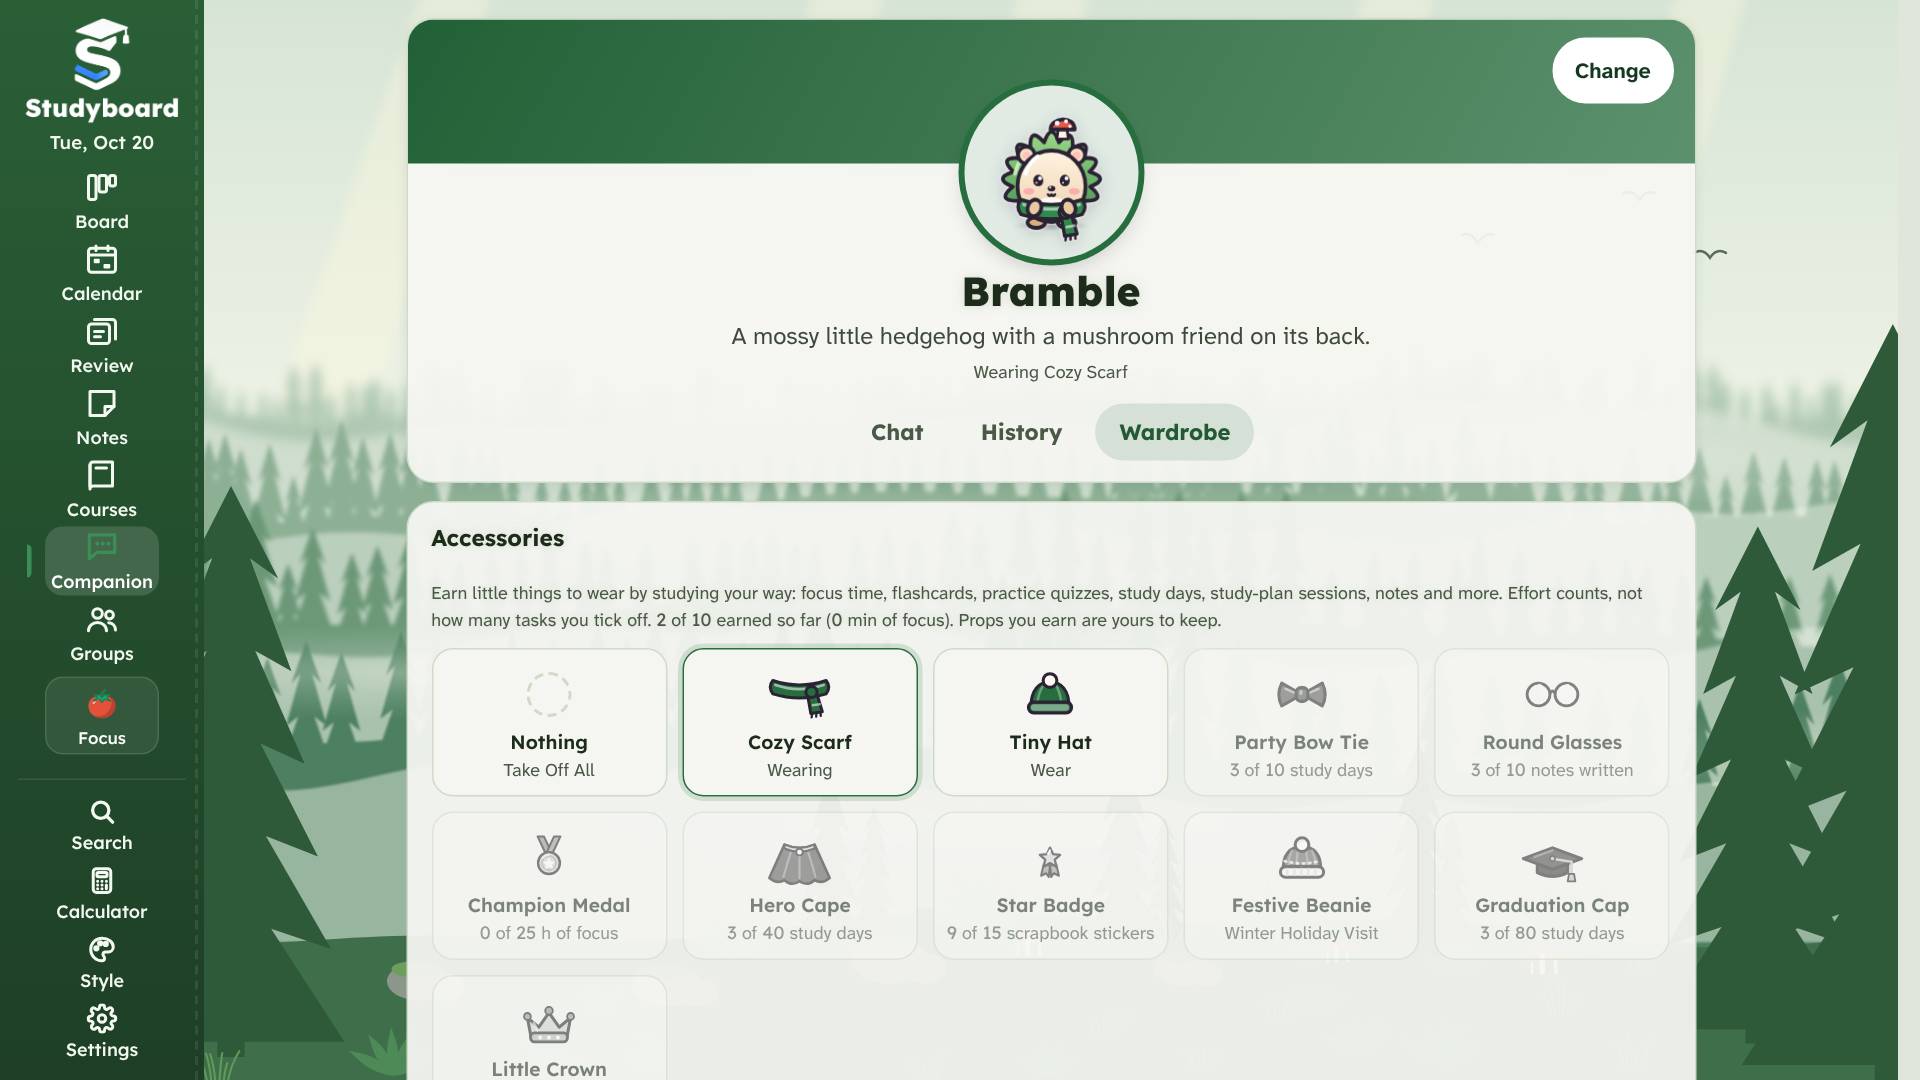 Studyboard
Tue, Oct 20
Board
Calendar
Review
Notes
Courses
Companion
Groups
Focus
Search
Calculator
Style
Settings
Change
Bramble
A mossy little hedgehog with a mushroom friend on its back.
Wearing Cozy Scarf
Chat History Wardrobe
Accessories
Earn little things to wear by studying your way: focus time, flashcards, practice quizzes, study days, study-plan sessions, notes and more. Effort counts, not
how many tasks you tick off. 2 of 10 earned so far (0 min of focus). Props you earn are yours to keep.
Nothing
Take Off All
Cozy Scarf
Wearing
Tiny Hat
Wear
Party Bow Tie
3 of 10 study days
Round Glasses
3 of 10 notes written
Champion Medal
0 of 25 h of focus
Hero Cape
3 of 40 study days
Star Badge
9 of 15 scrapbook stickers
Festive Beanie
Winter Holiday Visit
Graduation Cap
3 of 80 study days
Little Crown